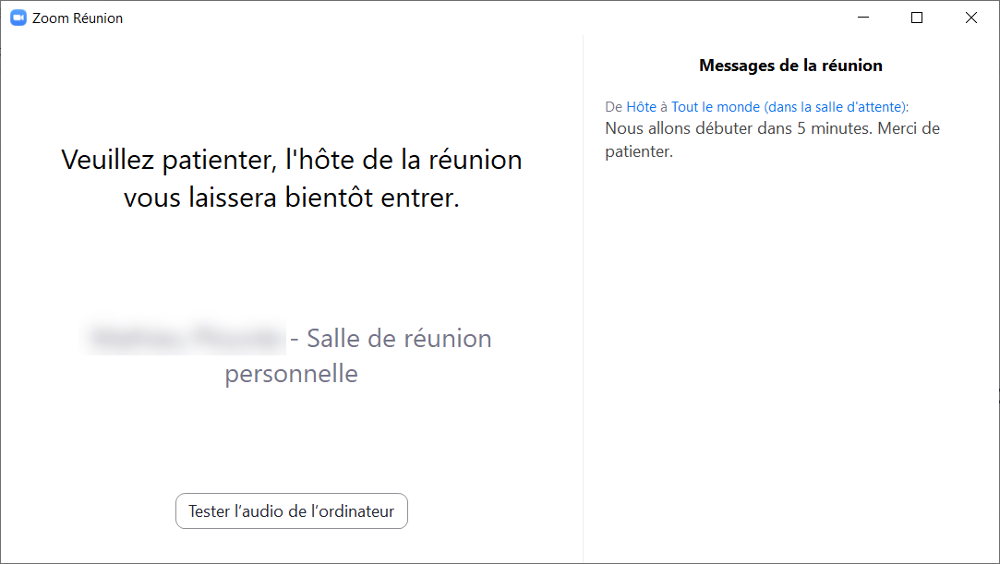 Zoom Réunion
Veuillez patienter, l'hôte de la réunion
vous laissera bientôt entrer.
- Salle de réunion
personnelle
Tester l’audio de l’ordinateur
Messages de la réunion
De Hôte à Tout le monde (dans la salle d'attente):
Nous allons débuter dans 5 minutes. Merci de
patienter.